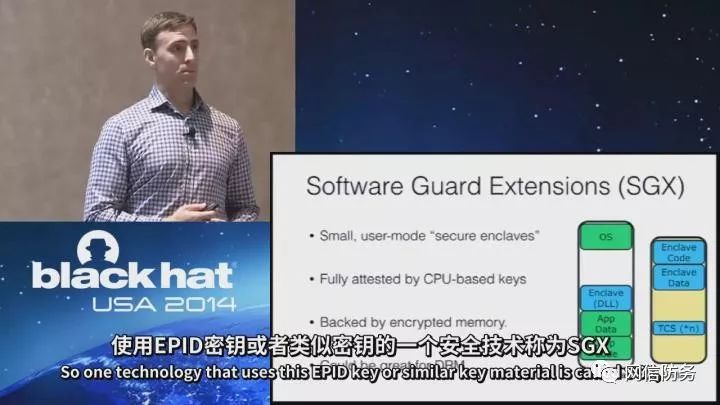 Software Guard Extensions (SGX)
• Small, user-mode "secure enclaves"
• Fully attested by CPU-based keys
• Backed by encrypted memory.
OS
Enclave
(DLL)
App
Data
Enclave
Code
Enclave
Data
TCS (*n)
black hat
USA 2014
使用EPID密钥或者类似密钥的一个安全技术称为SGX
So one technology that uses this EPID key or similar key material is called
网信防务